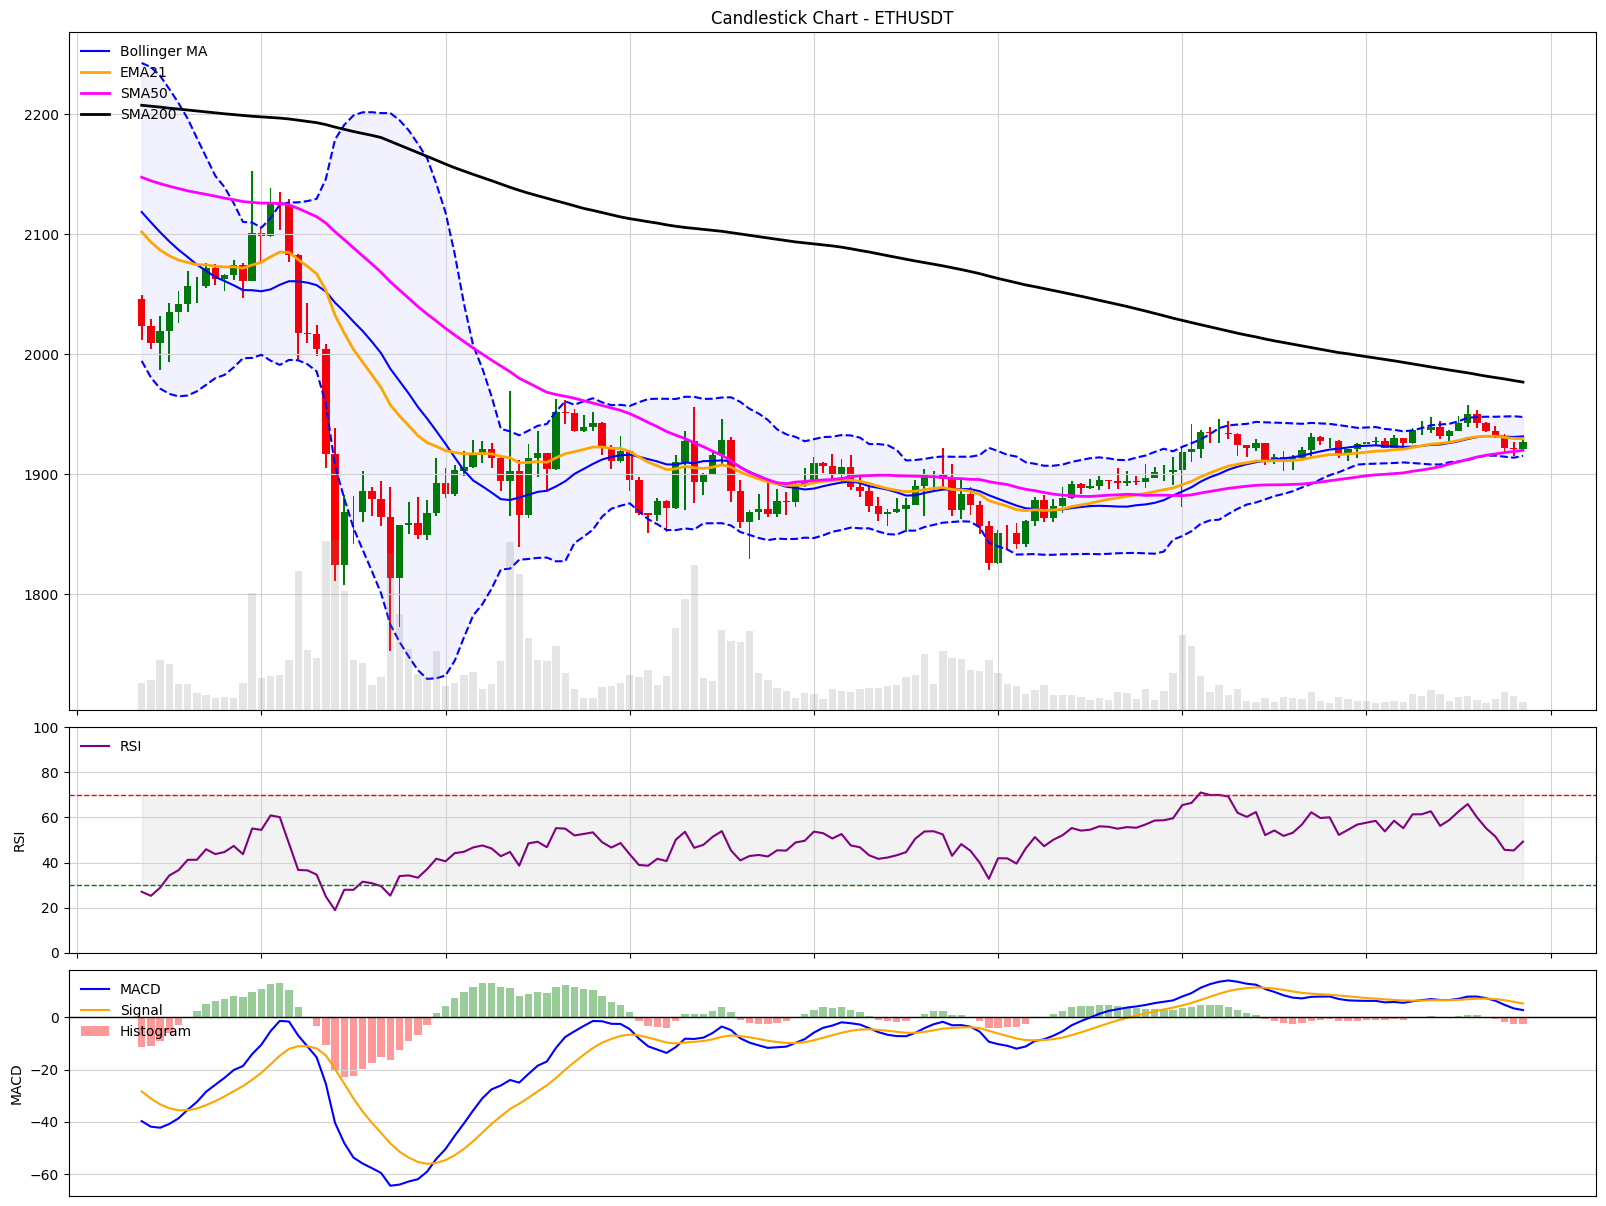 Candlestick Chart - ETHUSDT
Bollinger MA
EMA21
SMA50
SMA200
2200
2100
2000
1900
1800
RSI
100
80
60
40
20
0
RSI
MACD
Signal
Histogram
0
−20
−40
−60
MACD